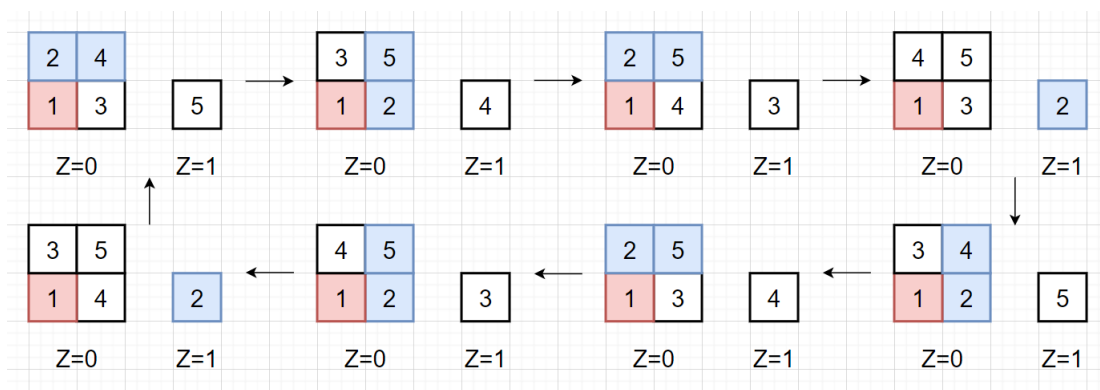 2 4 3 5 2 5 4 5
1 3 5 1 2 4 1 4 3 1 3 2
Z=0 Z=1 Z=0 Z=1 Z=0 Z=1 Z=0 Z=1
3 5 4 5 2 5 3 4
1 4 2 1 2 3 1 3 4 1 2 5
Z=0 Z=1 Z=0 Z=1 Z=0 Z=1 Z=0 Z=1